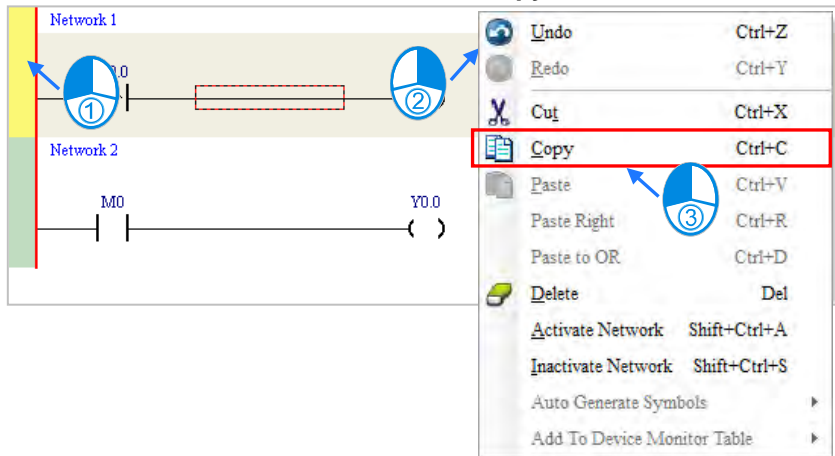 Network 1
0.0
①
②
Network 2
M0
Y0.0
Undo Ctrl+Z
Redo Ctrl+Y
Cut Ctrl+X
Copy Ctrl+C
Paste Ctrl+V
③
Paste Right Ctrl+R
Paste to OR Ctrl+D
Delete Del
Activate Network Shift+Ctrl+A
Inactivate Network Shift+Ctrl+S
Auto Generate Symbols
Add To Device Monitor Table